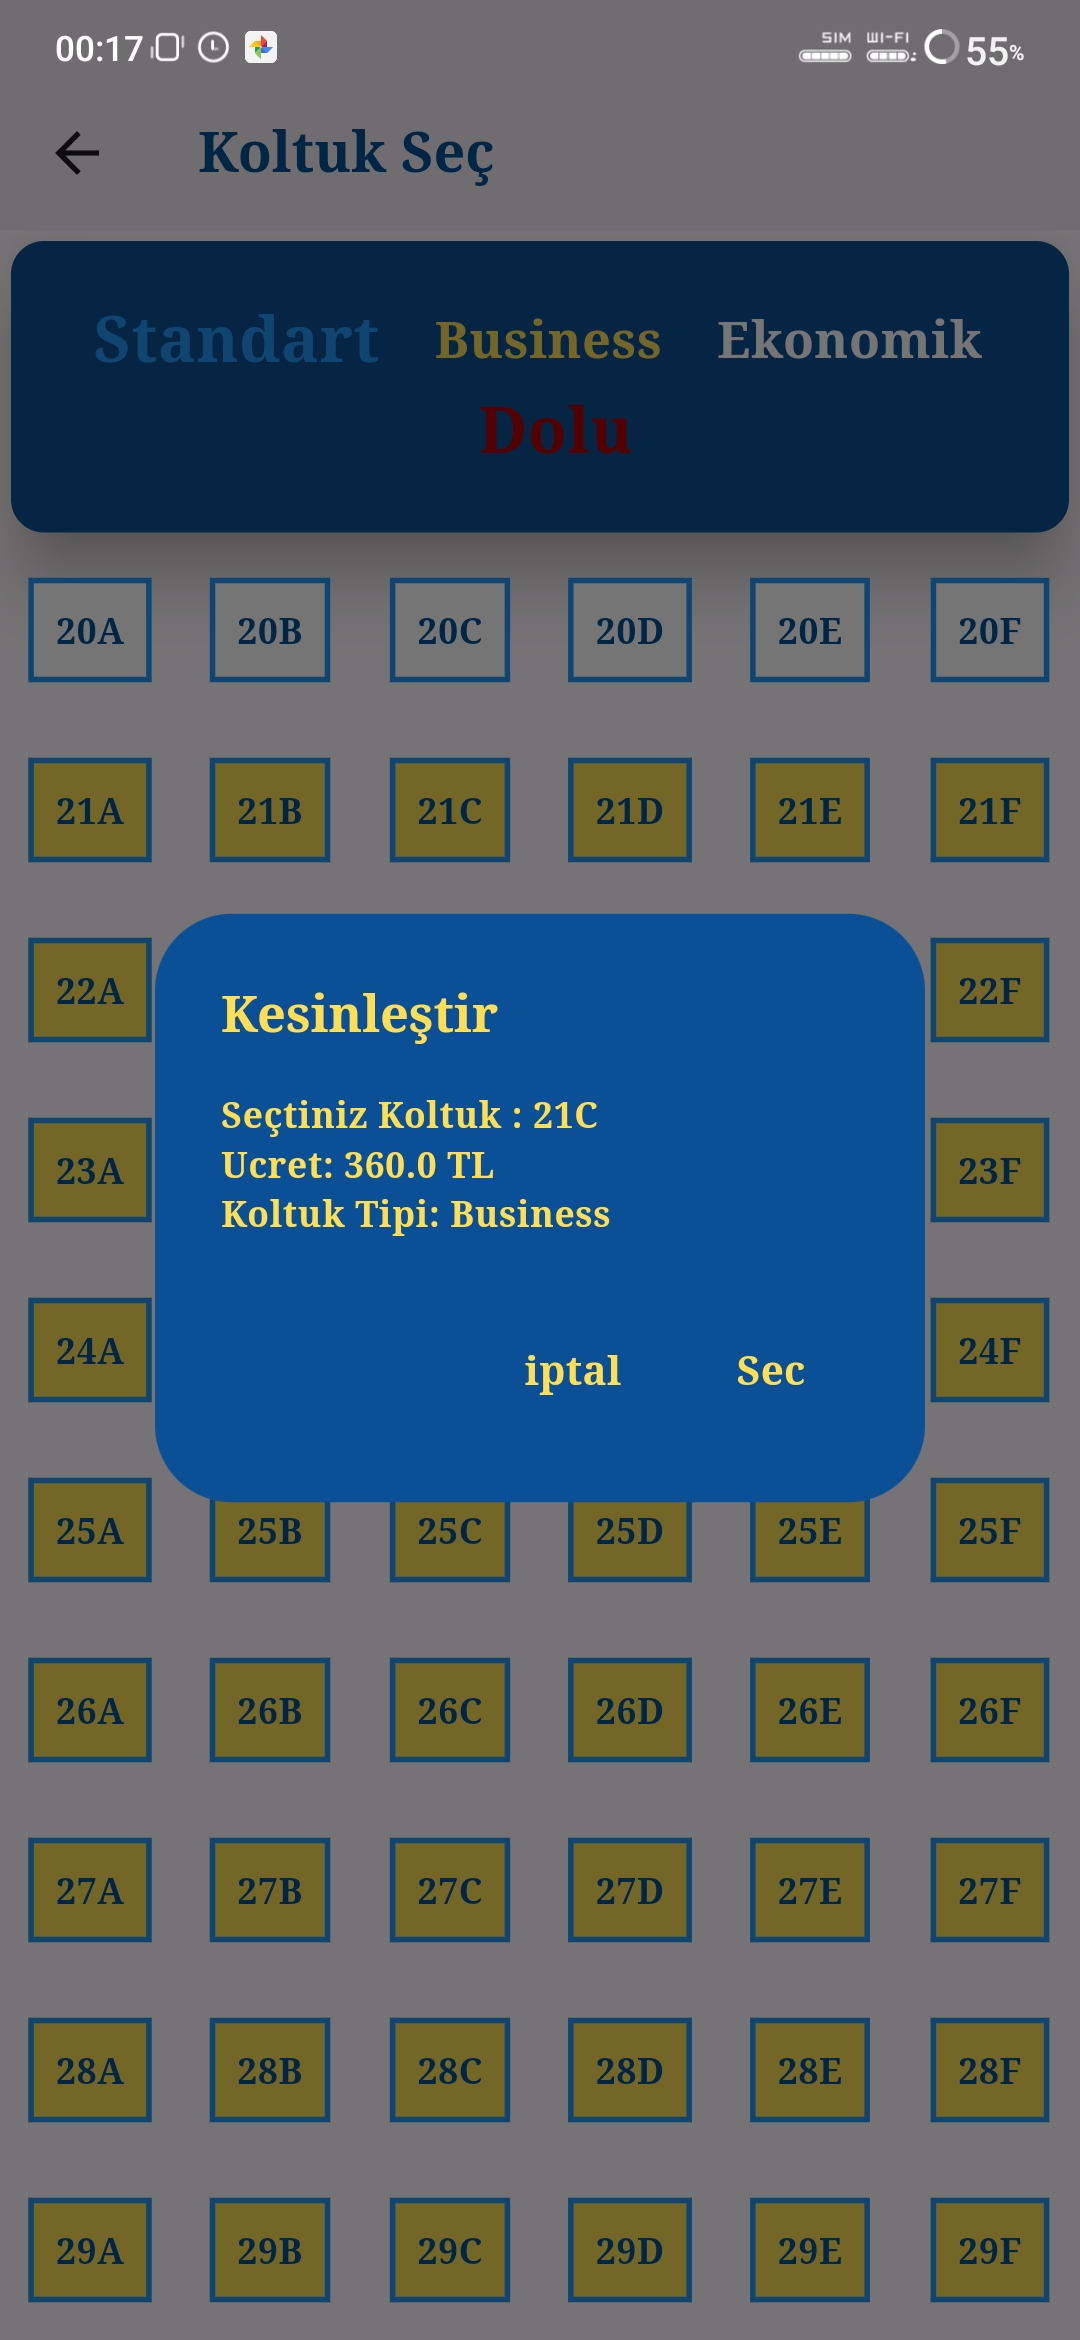 00:17 SIM WI-FI 55%
Koltuk Seç
Standart Business Ekonomik
Dolu
20A 20B 20C 20D 20E 20F
21A 21B 21C 21D 21E 21F
22A 22F
Kesinleştir
Seçtiniz Koltuk : 21C
23A 23F
Ucret: 360.0 TL
Koltuk Tipi: Business
24A 24F
iptal Sec
25A 25B 25C 25D 25E 25F
26A 26B 26C 26D 26E 26F
27A 27B 27C 27D 27E 27F
28A 28B 28C 28D 28E 28F
29A 29B 29C 29D 29E 29F